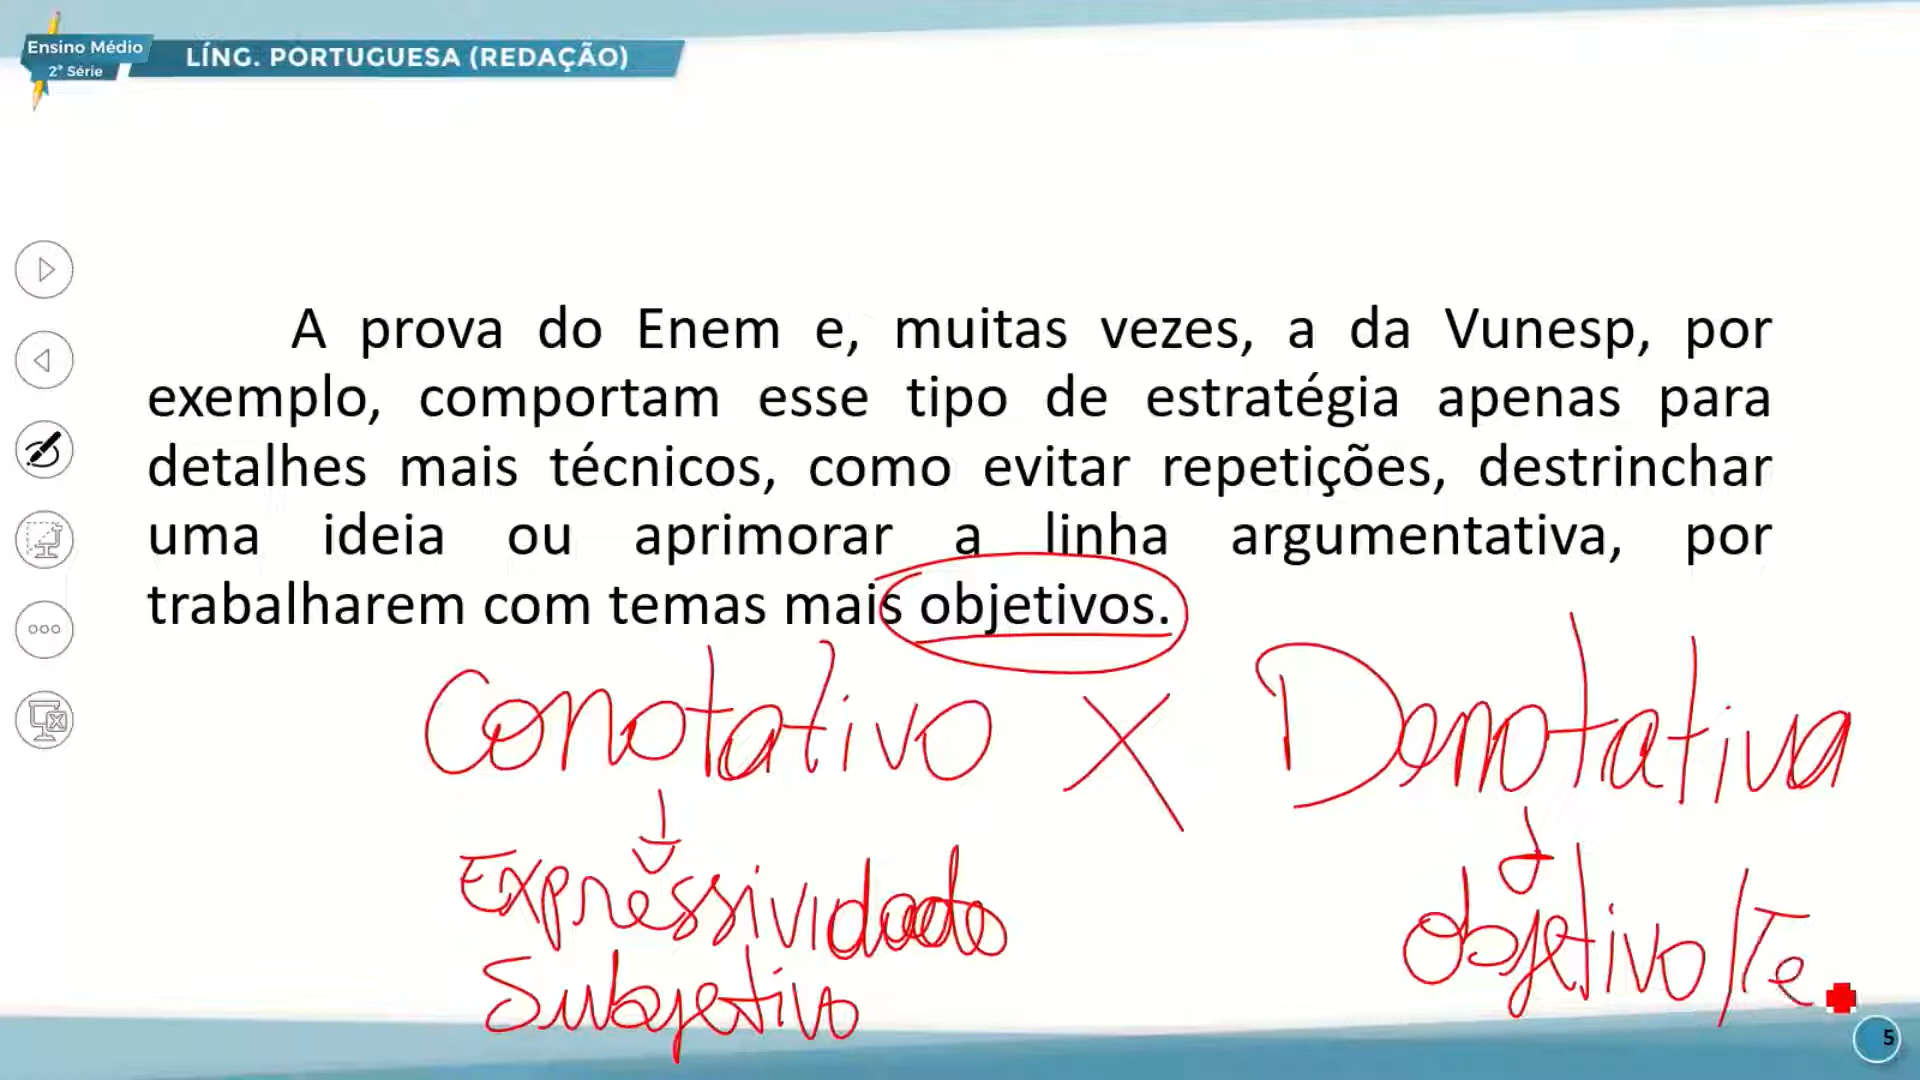 Ensino Médio
2ª Série
LÍNG. PORTUGUESA (REDAÇÃO)
A prova do Enem e, muitas vezes, a da Vunesp, por
exemplo, comportam esse tipo de estratégia apenas para
detalhes mais técnicos, como evitar repetições, destrinchar
uma ideia ou aprimorar a linha argumentativa, por
trabalharem com temas mais objetivos.
Conotativo X Denotativa
Expressividade
objetivo/Te
Subjetivo
5